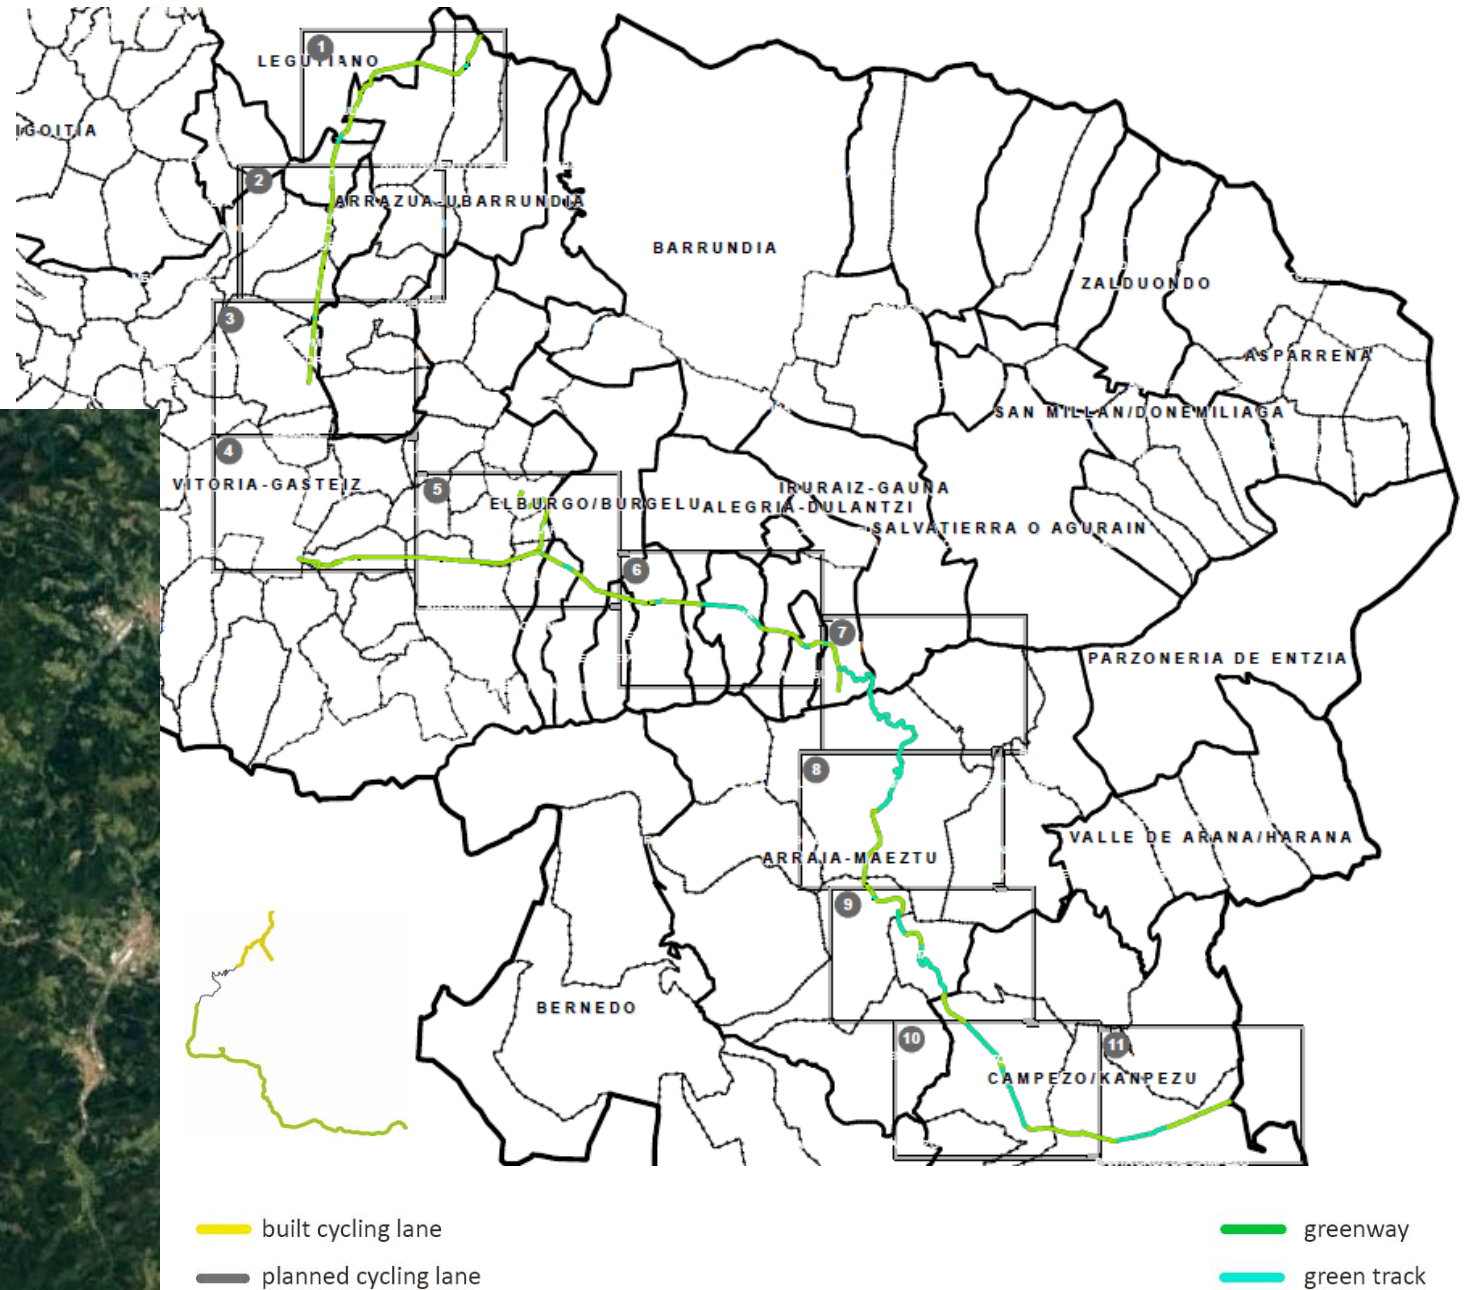 1
LEGUTIANO
IGOITIA
2
ARRAZUA-UBARRUNDIA
BARRUNDIA
ZALDUONDO
3
ASPARRENA
SAN MILLAN/DONEMILIAGA
4
VITORIA-GASTEIZ
5
ELBURGO/BURGELU
IRURAIZ-GAUNA
ALEGRIA-DULANTZI
SALVATIERRA O AGURAIN
6
7
PARZONERIA DE ENTZIA
8
VALLE DE ARANA/HARANA
ARRAIA-MAEZTU
9
BERNEDO
10
11
CAMPEZO/KANPEZU
built cycling lane
greenway
planned cycling lane
green track